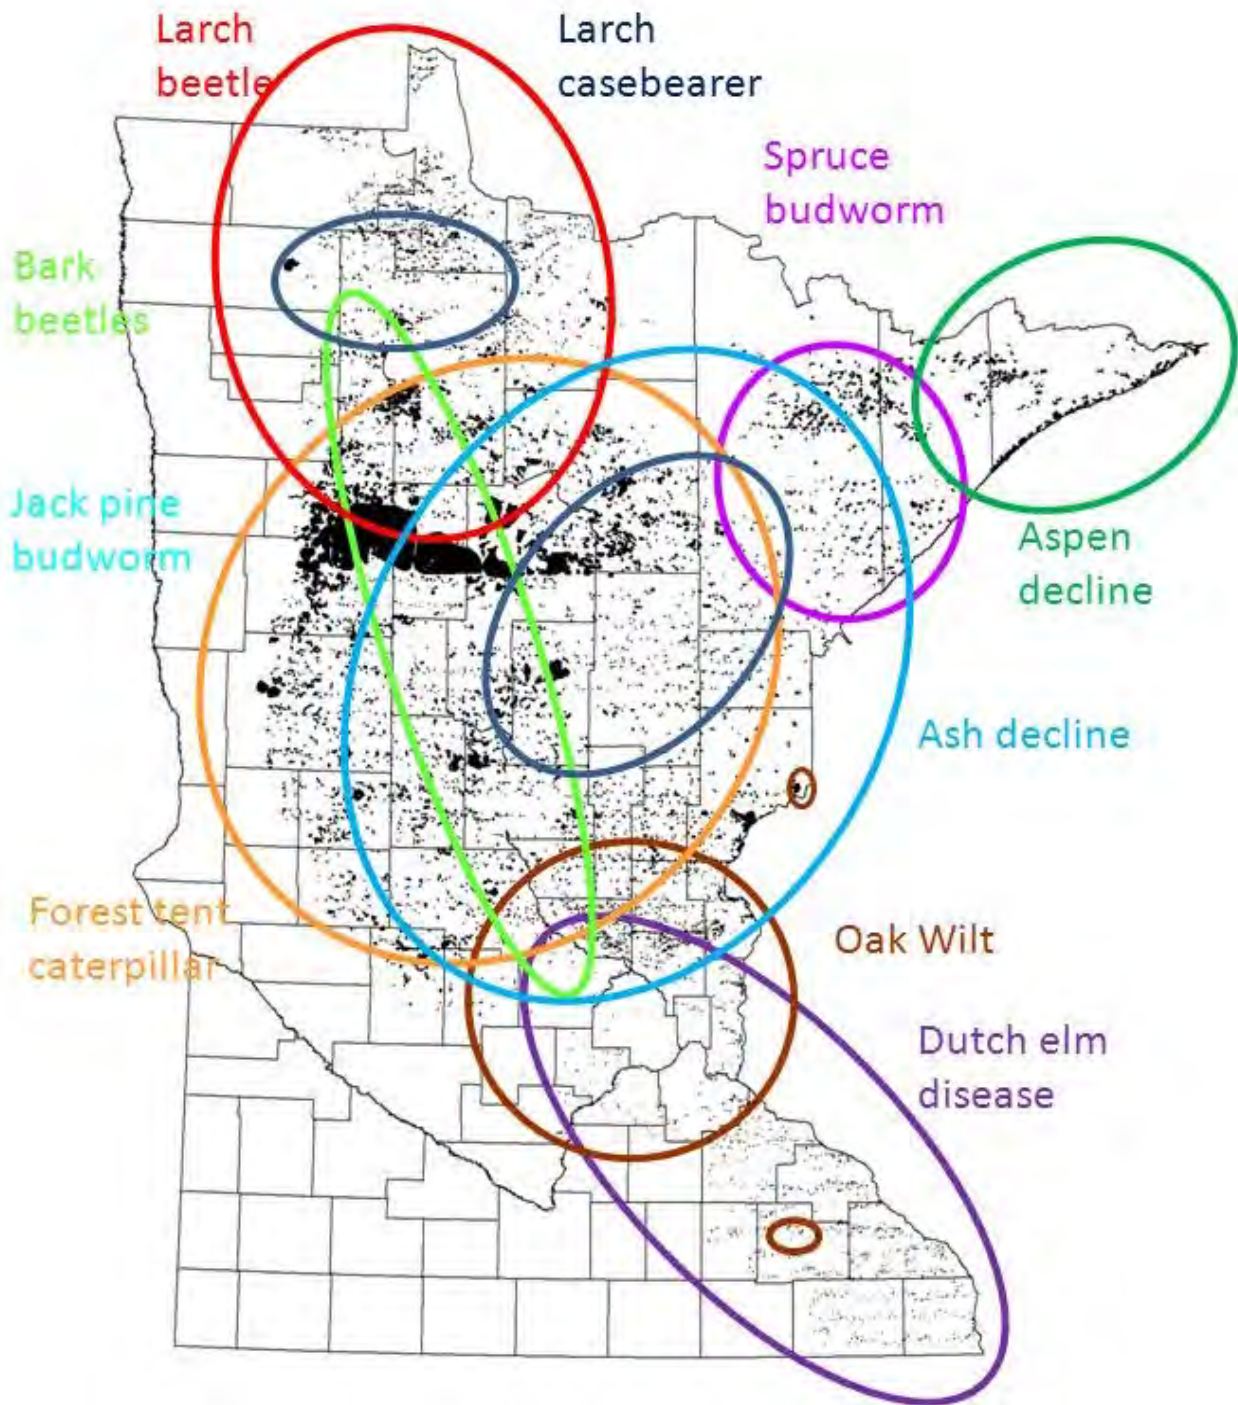 Larch
beetle
Larch
casebearer
Spruce
budworm
Bark
beetles
Jack pine
budworm
Aspen
decline
Ash decline
Forest tent
caterpillar
Oak Wilt
Dutch elm
disease